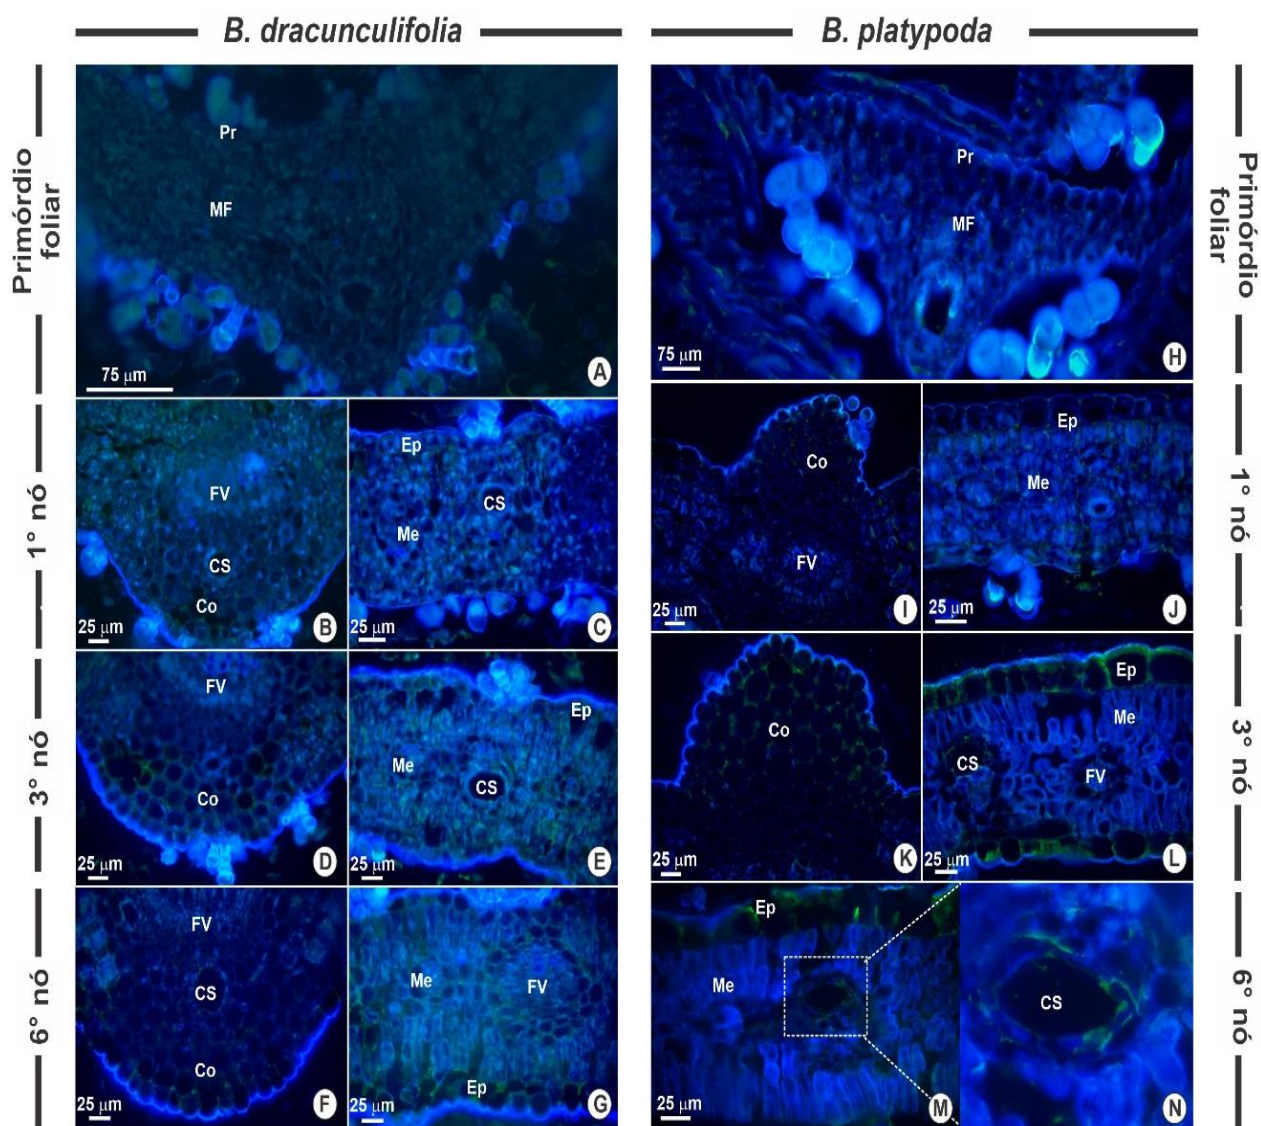 B. dracunculifolia
B. platypoda
Primórdio
foliar
Pr
MF
75 µm
A
Pr
MF
75 µm
H
Primórdio
foliar
1° nó
FV
CS
Co
25 µm
B
Ep
CS
Me
25 µm
C
Co
FV
25 µm
I
Ep
Me
25 µm
J
1° nó
3° nó
FV
Co
25 µm
D
Ep
Me
CS
25 µm
E
Co
25 µm
K
Ep
Me
CS
FV
25 µm
L
3° nó
6° nó
FV
CS
Co
25 µm
F
Me
FV
Ep
25 µm
G
Ep
Me
25 µm
M
CS
N
6° nó